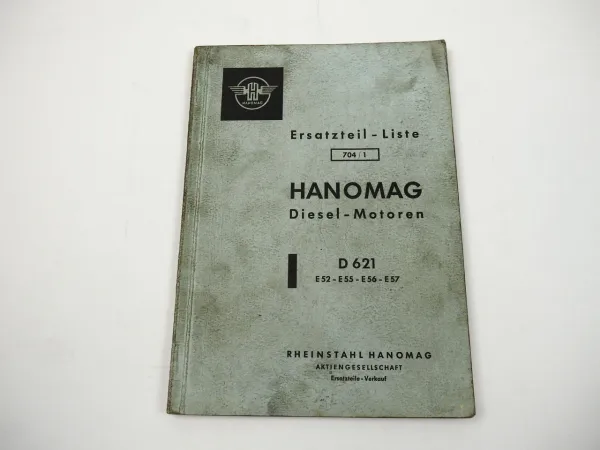 HANOMAG
Ersatzteil - Liste
704/1
HANOMAG
Diesel - Motoren
D 621
E52 - E55 - E56 - E57
RHEINSTAHL HANOMAG
AKTIENGESELLSCHAFT
Ersatzteile - Verkauf